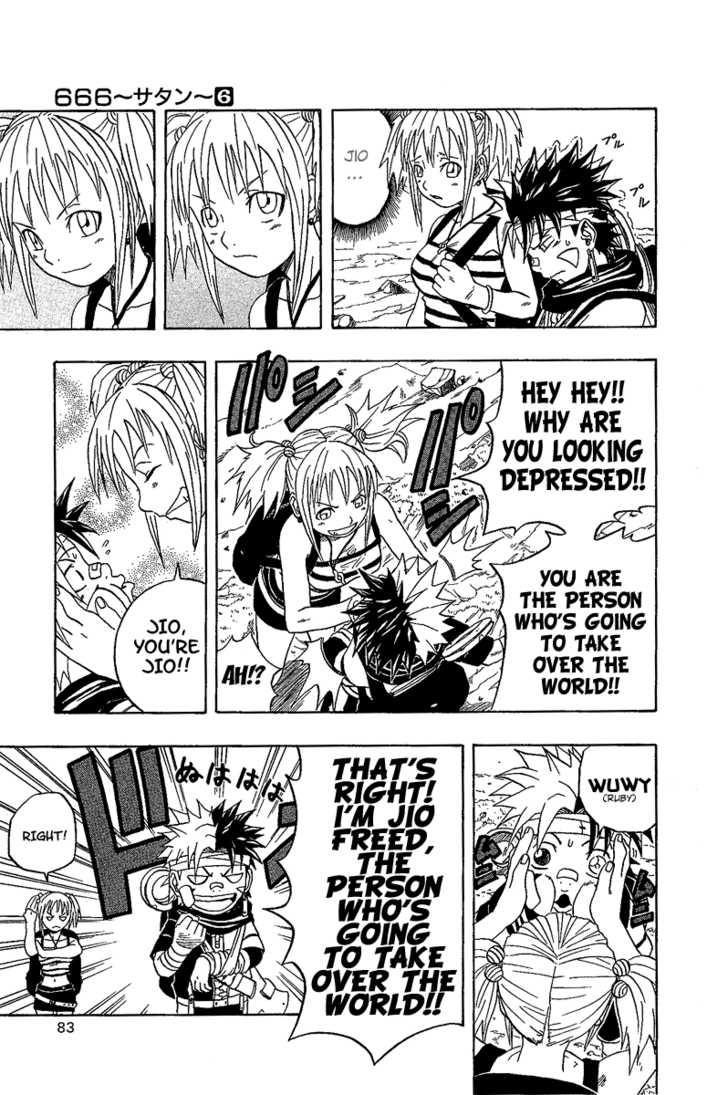 666~サタン~6
JIO
...
プル
プル
HEY HEY!!
WHY ARE
YOU LOOKING
DEPRESSED!!
YOU ARE
THE PERSON
WHO'S GOING
TO TAKE
OVER THE
WORLD!!
パシ
パン
AH!?
JIO,
YOU'RE
JIO!!
WUWY
(RUBY)
THAT'S
RIGHT!
I'M JIO
FREED,
THE
PERSON
WHO'S
GOING
TO TAKE
OVER THE
WORLD!!
ぬはははは
ドド
RIGHT!
83